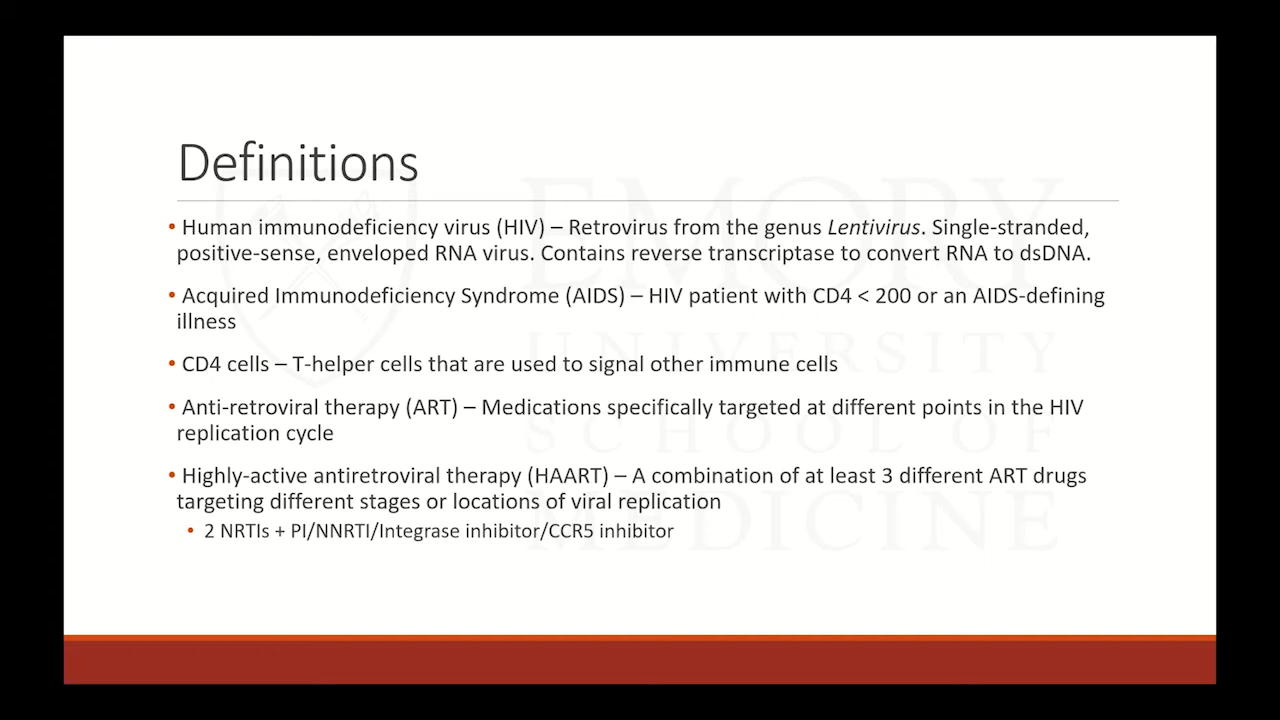 Definitions
• Human immunodeficiency virus (HIV) – Retrovirus from the genus Lentivirus. Single-stranded,
positive-sense, enveloped RNA virus. Contains reverse transcriptase to convert RNA to dsDNA.
• Acquired Immunodeficiency Syndrome (AIDS) – HIV patient with CD4 < 200 or an AIDS-defining
illness
• CD4 cells – T-helper cells that are used to signal other immune cells
• Anti-retroviral therapy (ART) – Medications specifically targeted at different points in the HIV
replication cycle
• Highly-active antiretroviral therapy (HAART) – A combination of at least 3 different ART drugs
targeting different stages or locations of viral replication
• 2 NRTIs + PI/NNRTI/Integrase inhibitor/CCR5 inhibitor
EMORY
UNIVERSITY
SCHOOL OF
MEDICINE